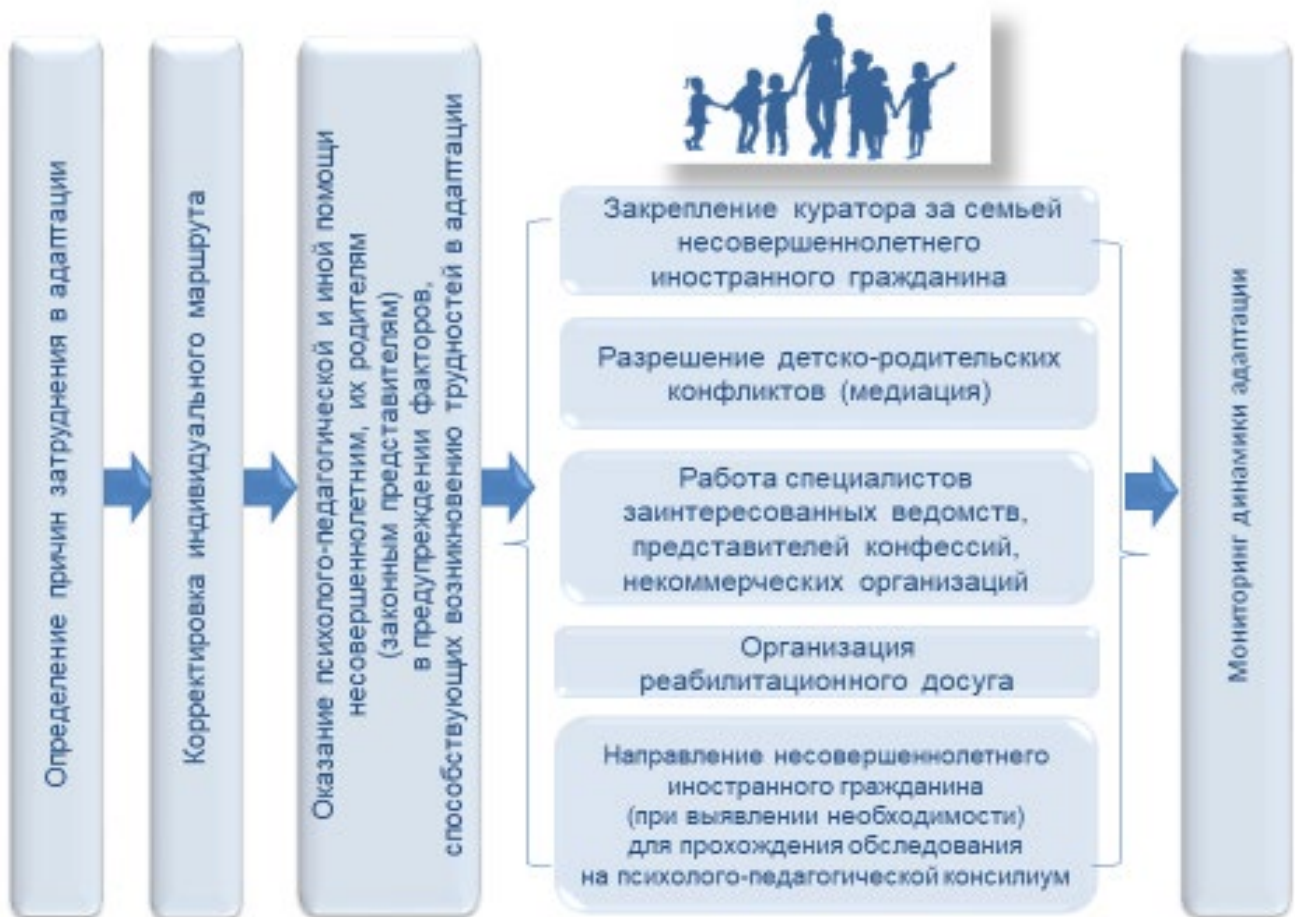 Определение причин затруднения в адаптации
Корректировка индивидуального маршрута
Оказание психолого-педагогической и иной помощи
несовершеннолетним, их родителям
(законным представителям)
в предупреждении факторов,
способствующих возникновению трудностей в адаптации
Закрепление куратора за семьей
несовершеннолетнего
иностранного гражданина
Разрешение детско-родительских
конфликтов (медиация)
Работа специалистов
заинтересованных ведомств,
представителей конфессий,
некоммерческих организаций
Организация
реабилитационного досуга
Направление несовершеннолетнего
иностранного гражданина
(при выявлении необходимости)
для прохождения обследования
на психолого-педагогической консилиум
Мониторинг динамики адаптации